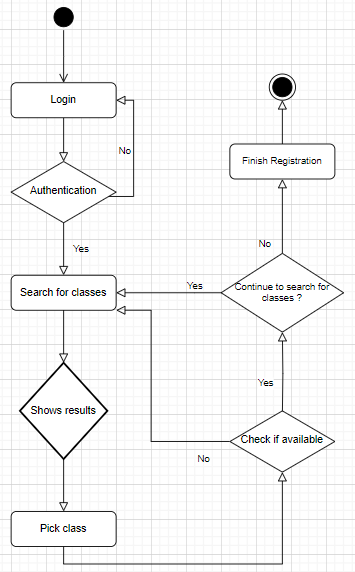 Login
No
Authentication
Yes
Search for classes
Shows results
Pick class
Finish Registration
No
Continue to search for
classes ?
Yes
Yes
Check if available
No